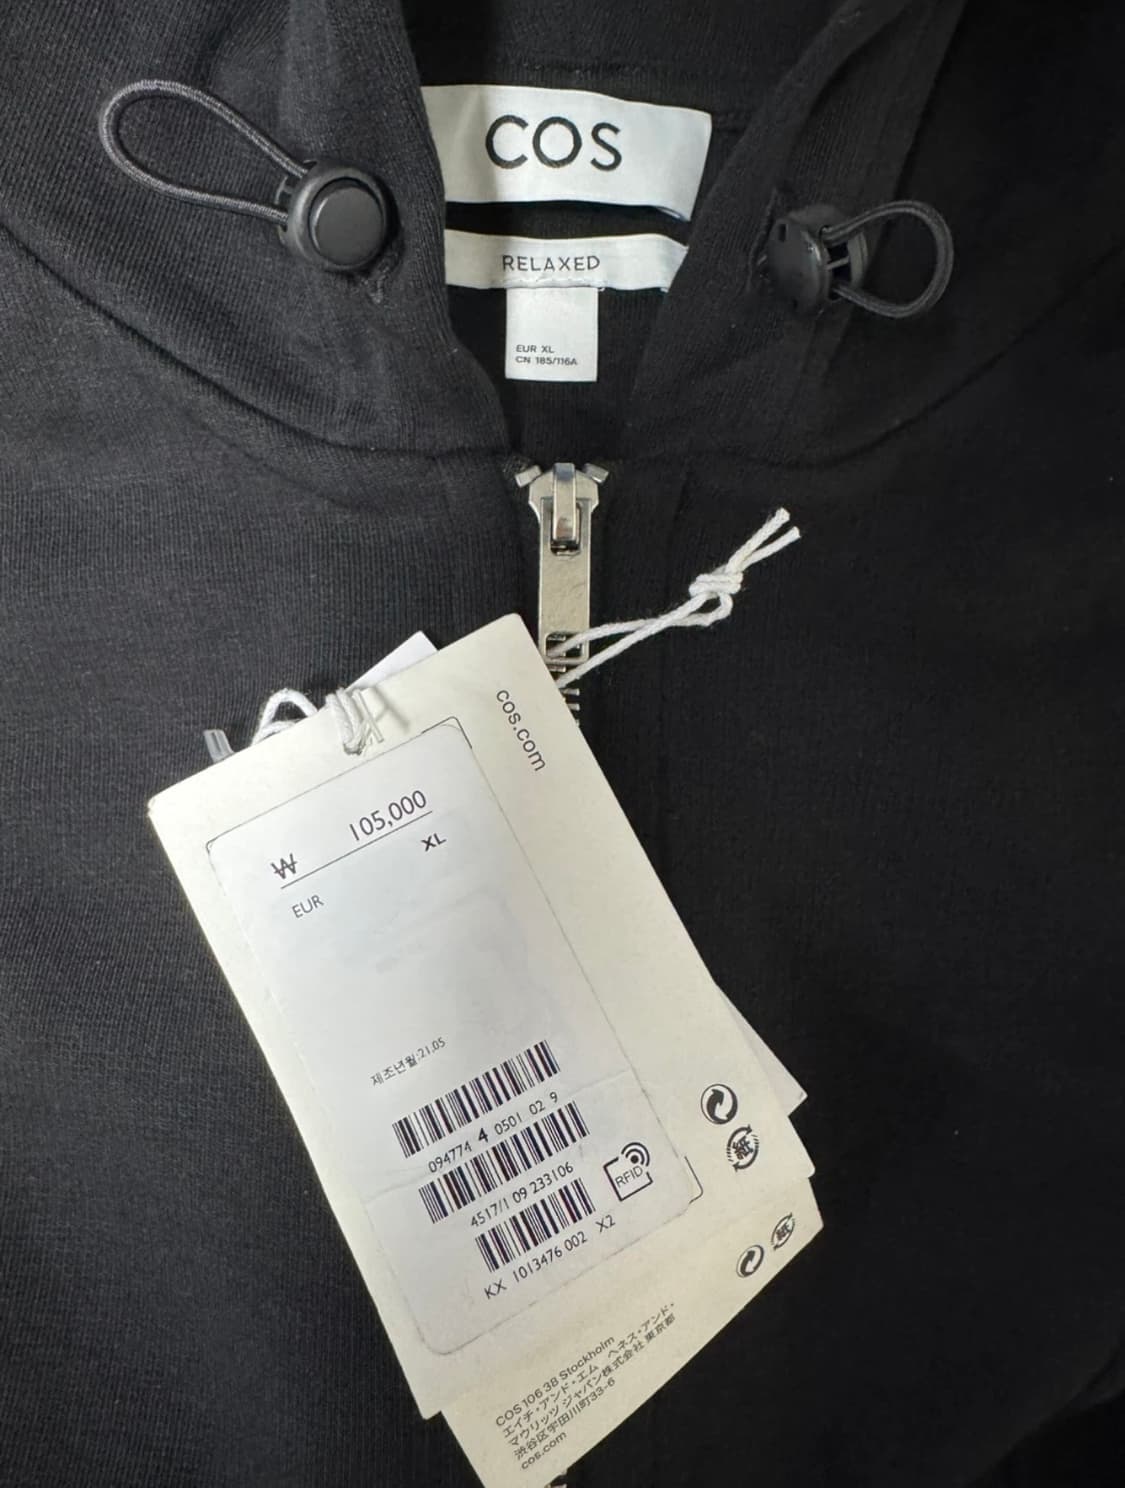 COS
RELAXED
EUR XL
CN 185/116A
cos.com
₩ 105,000
EUR XL
제조년월:21.05
094774 4 0501 02 9
4517/1 09 233106
RFID
KX 1013476 002 X2
紙
紙
COS 106 38 Stockholm
エイチ・アンド・エム ヘネス・アンド・
マウリッツ ジャパン株式会社 東京都
渋谷区宇田川町33-6
cos.com